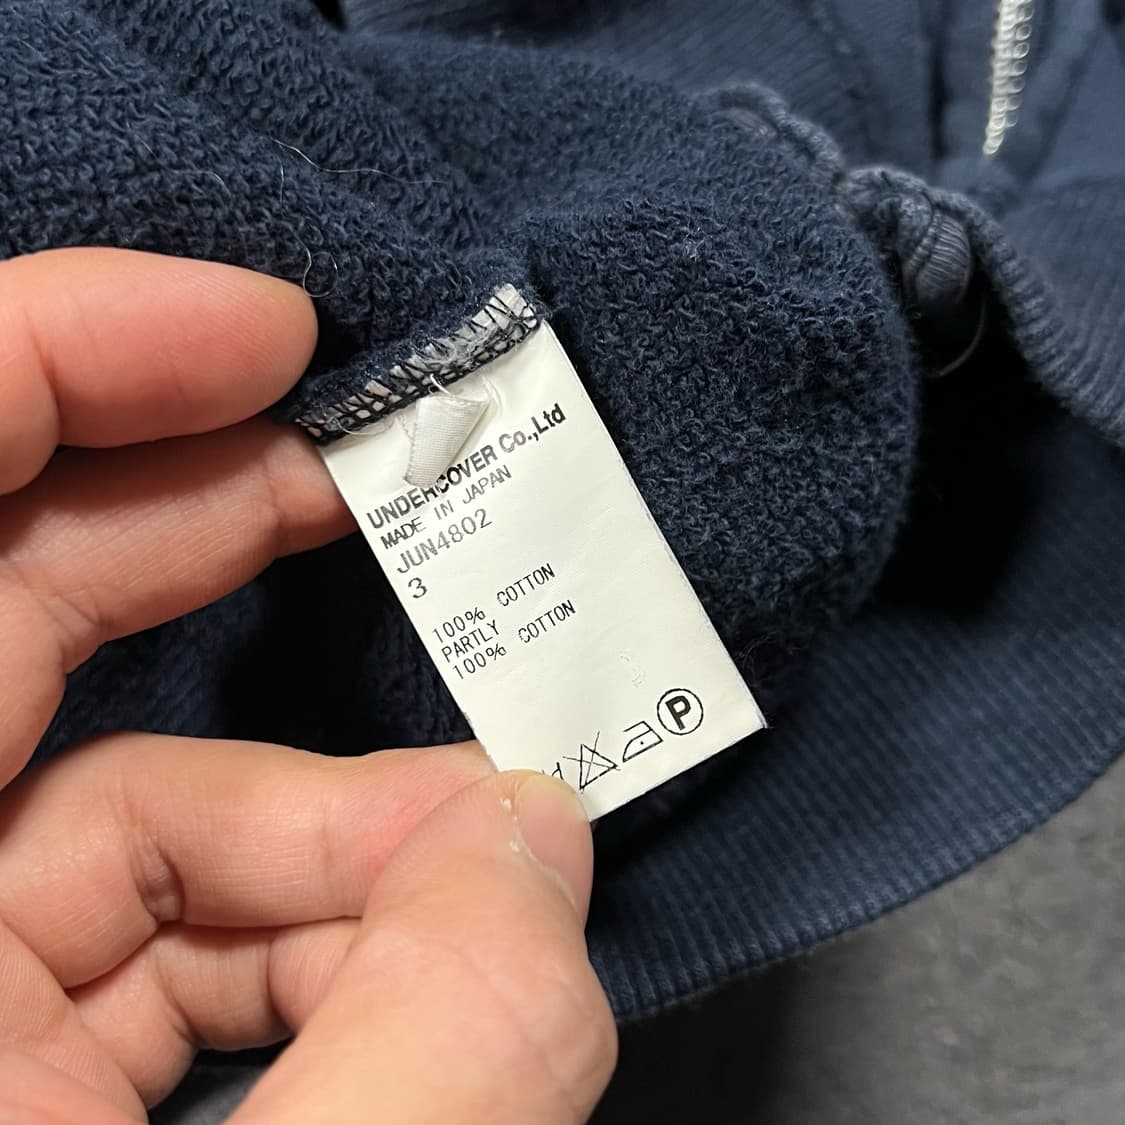 UNDERCOVER Co.,Ltd
MADE IN JAPAN
JUN4802
3
100% COTTON
PARTLY
100% COTTON
P